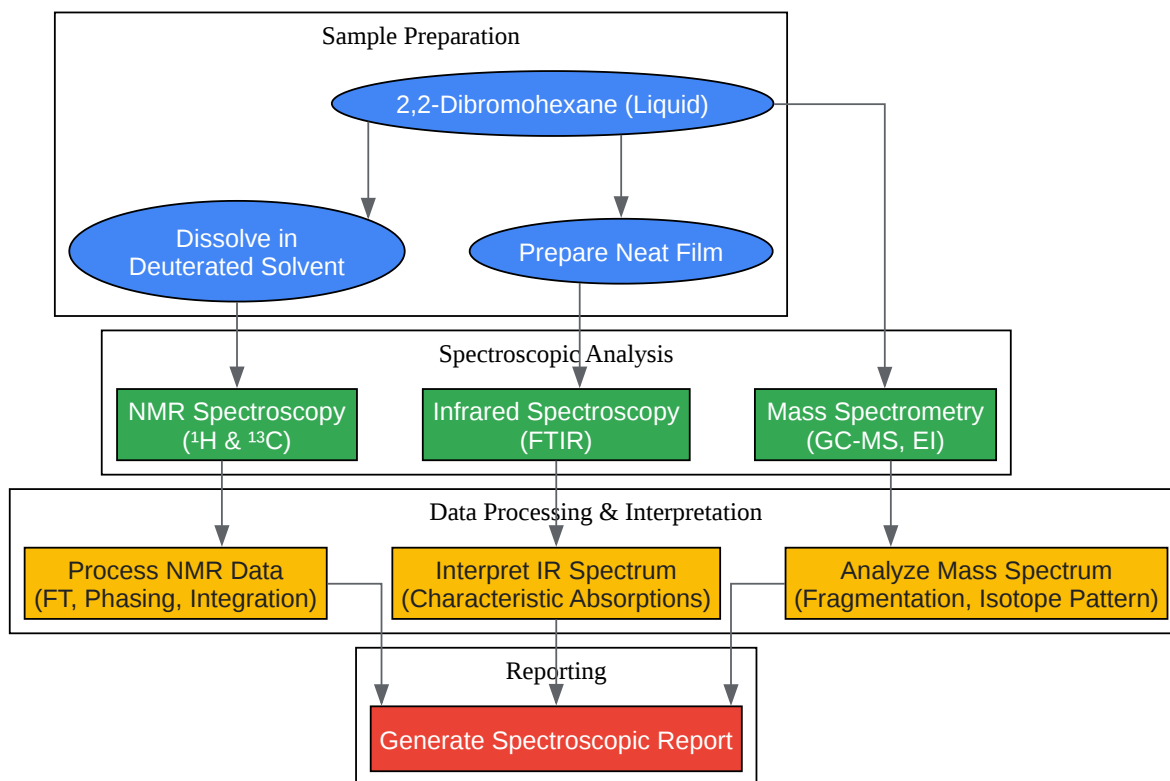 Sample Preparation
2,2-Dibromohexane (Liquid)
Dissolve in
Deuterated Solvent
Prepare Neat Film
Spectroscopic Analysis
NMR Spectroscopy
(¹H & ¹³C)
Infrared Spectroscopy
(FTIR)
Mass Spectrometry
(GC-MS, EI)
Data Processing & Interpretation
Process NMR Data
(FT, Phasing, Integration)
Interpret IR Spectrum
(Characteristic Absorptions)
Analyze Mass Spectrum
(Fragmentation, Isotope Pattern)
Reporting
Generate Spectroscopic Report